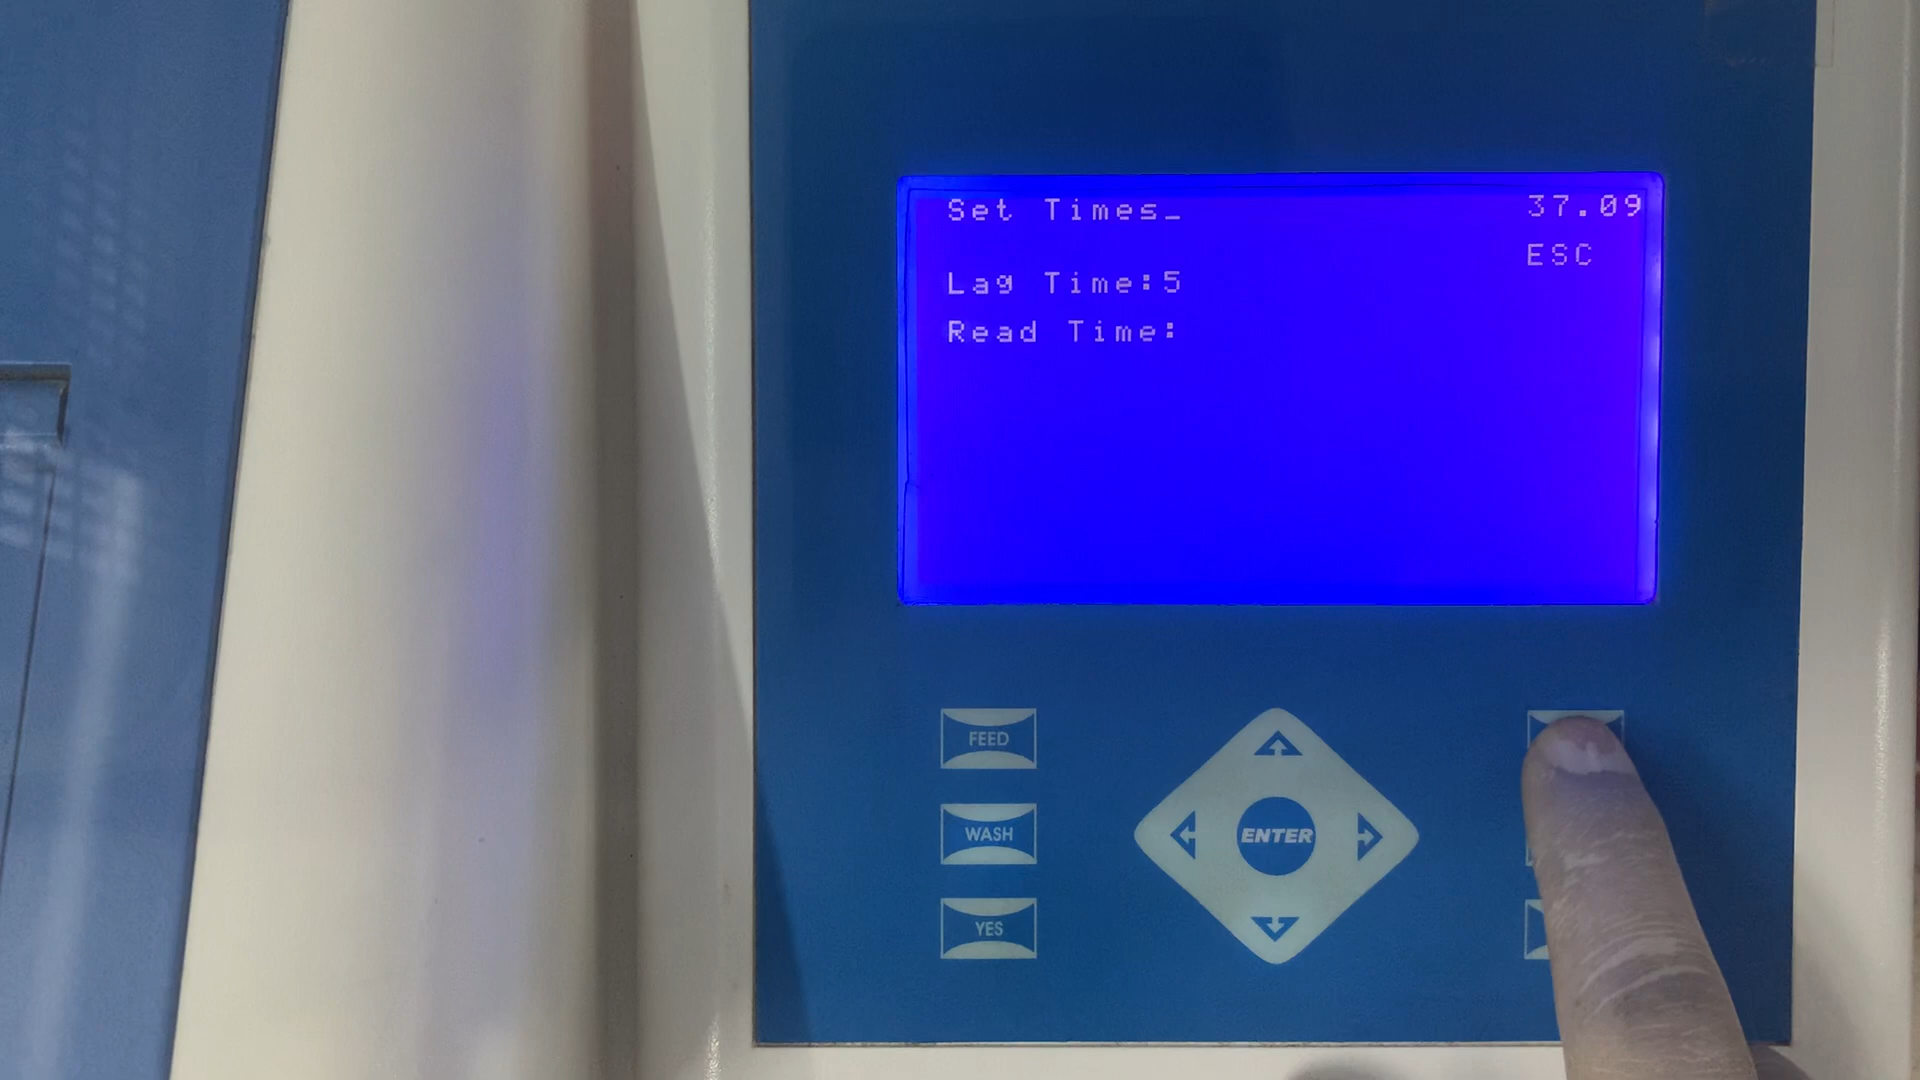 Set Times_ 37.09
ESC
Lag Time:5
Read Time:
FEED
WASH
ENTER
YES